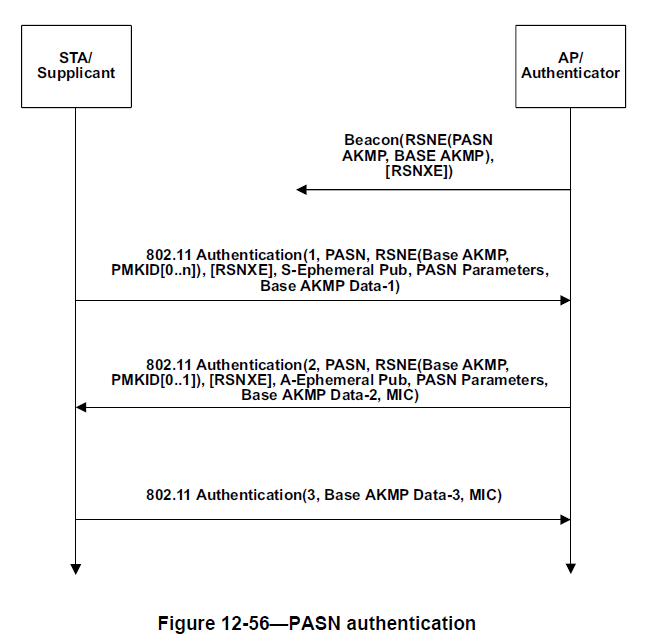 STA/
Supplicant
AP/
Authenticator
Beacon(RSNE(PASN
AKMP, BASE AKMP),
[RSNXE])
802.11 Authentication(1, PASN, RSNE(Base AKMP,
PMKID[0..n]), [RSNXE], S-Ephemeral Pub, PASN Parameters,
Base AKMP Data-1)
802.11 Authentication(2, PASN, RSNE(Base AKMP,
PMKID[0..1]), [RSNXE], A-Ephemeral Pub, PASN Parameters,
Base AKMP Data-2, MIC)
802.11 Authentication(3, Base AKMP Data-3, MIC)
Figure 12-56—PASN authentication